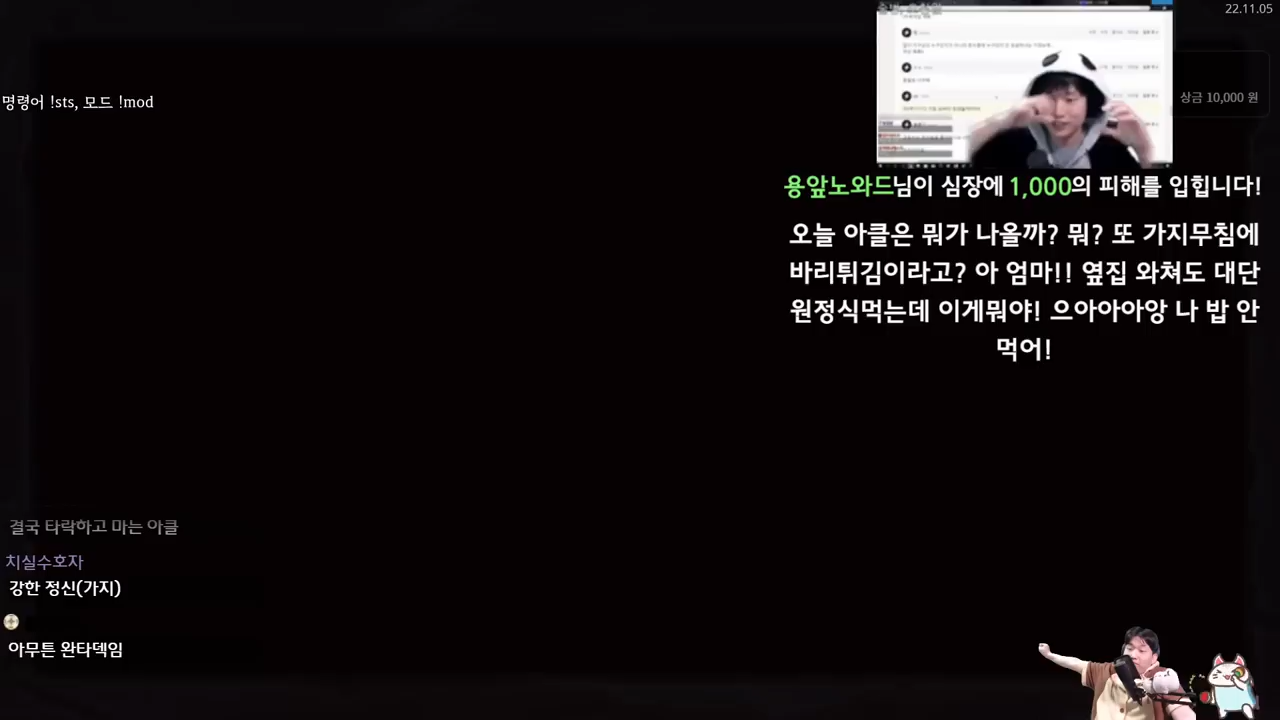 22.11.05
명령어 !sts, 모드 !mod
상금 10,000 원
용앞노와드님이 심장에 1,000의 피해를 입힙니다!
오늘 아클은 뭐가 나올까? 뭐? 또 가지무침에
바리튀김이라고? 아 엄마!! 옆집 와쳐도 대단
원정식먹는데 이게뭐야! 으아아아앙 나 밥 안
먹어!
결국 타락하고 마는 아클
치실수호자
강한 정신(가지)
아무튼 완타덱임